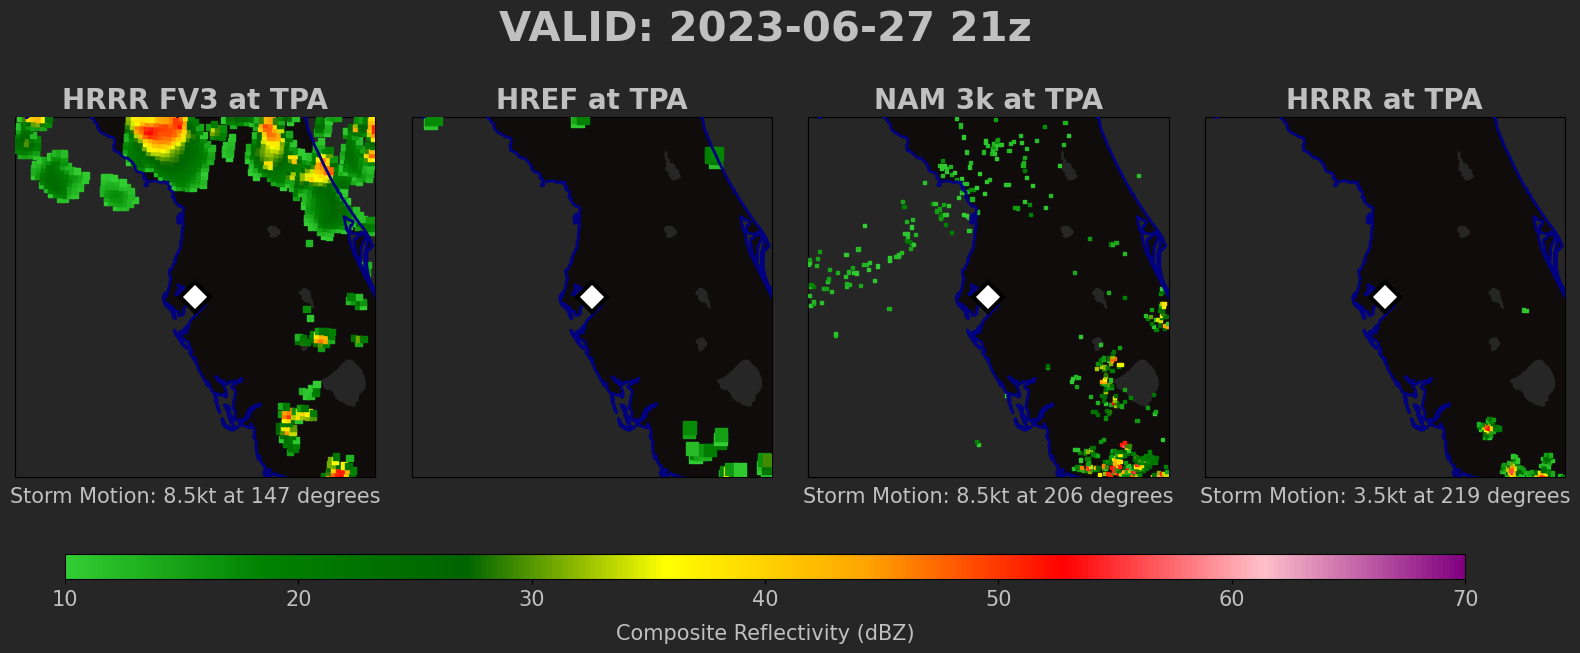 VALID: 2023-06-27 21z
HRRR FV3 at TPA
HREF at TPA
NAM 3k at TPA
HRRR at TPA
Storm Motion: 8.5kt at 147 degrees
Storm Motion: 8.5kt at 206 degrees
Storm Motion: 3.5kt at 219 degrees
10 20 30 40 50 60 70
Composite Reflectivity (dBZ)